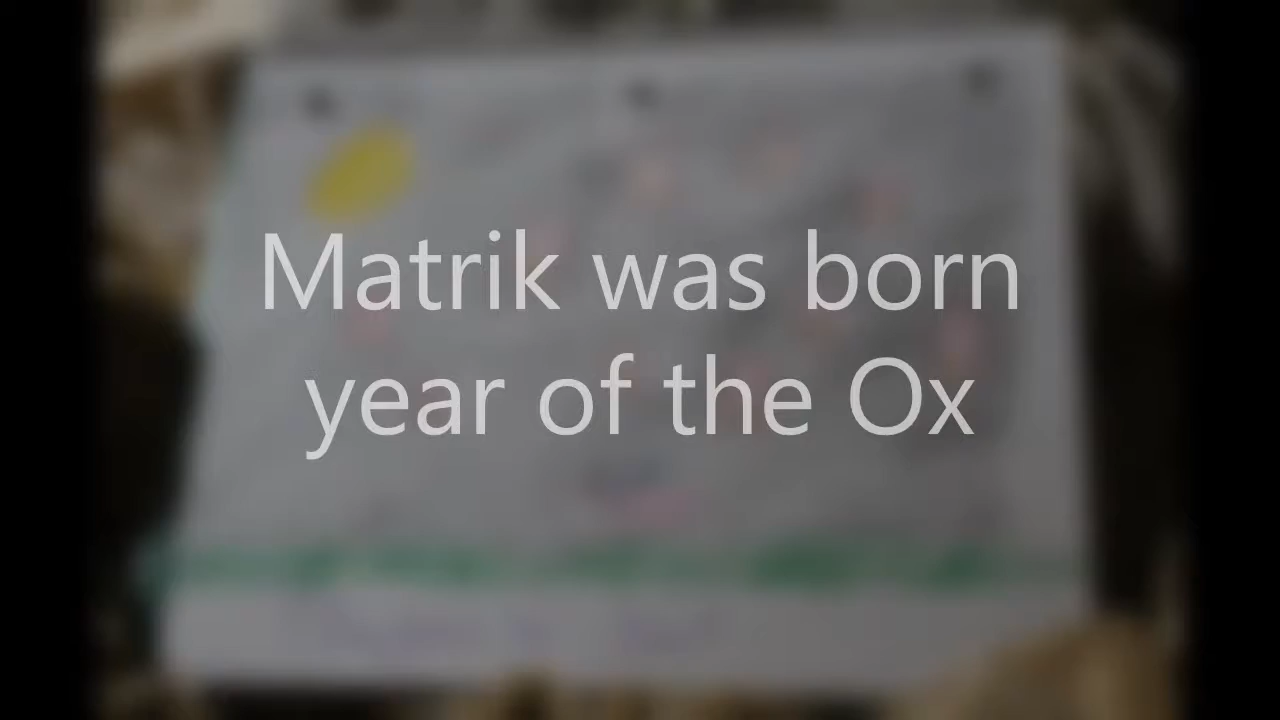 Matrik was born
year of the Ox